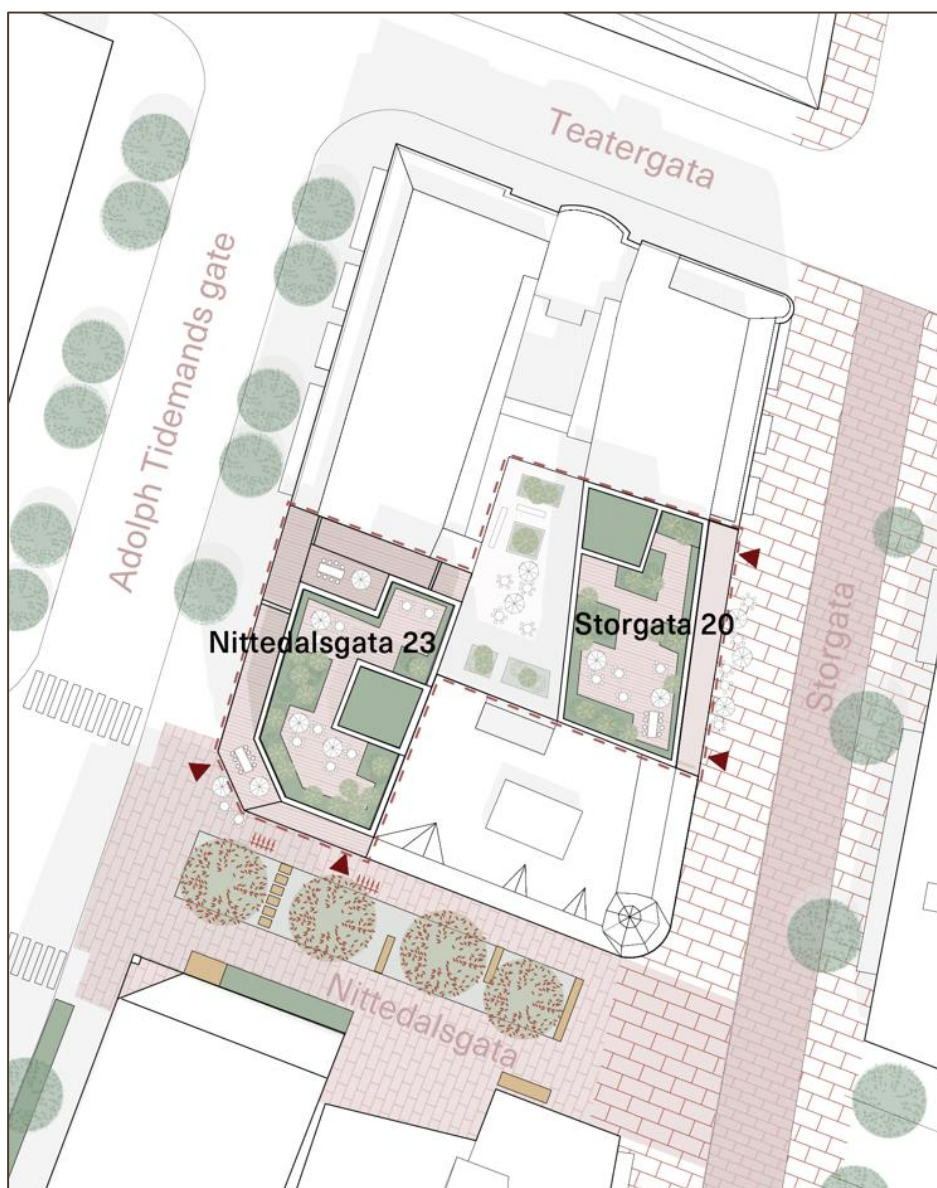 Teatergata
Adolph Tidemands gate
Nittedalsgata 23
Storgata 20
Storgata
Nittedalsgata